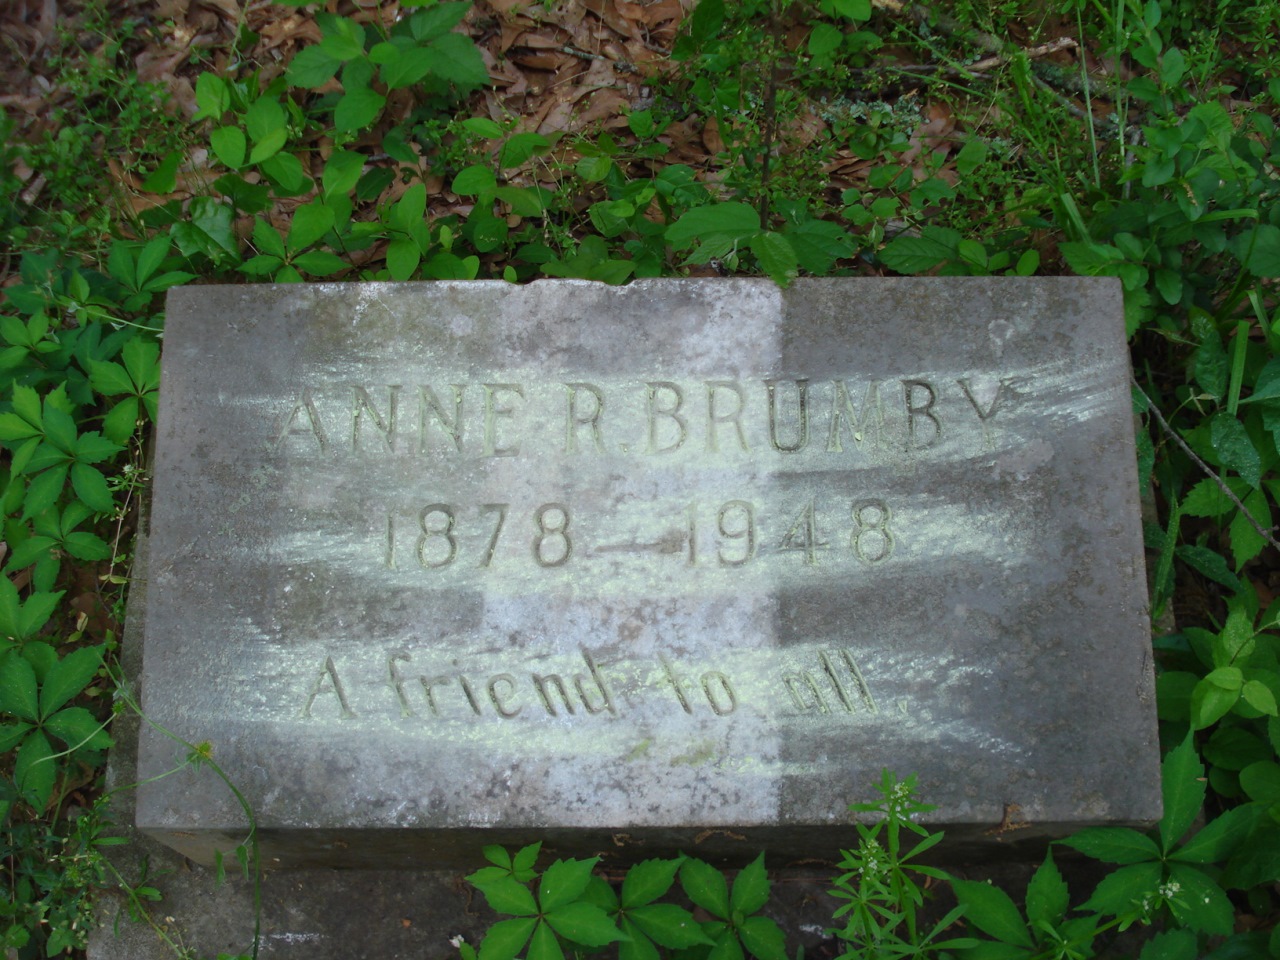 ANNE R. BRUMBY
1878 — 1948
A friend to all.